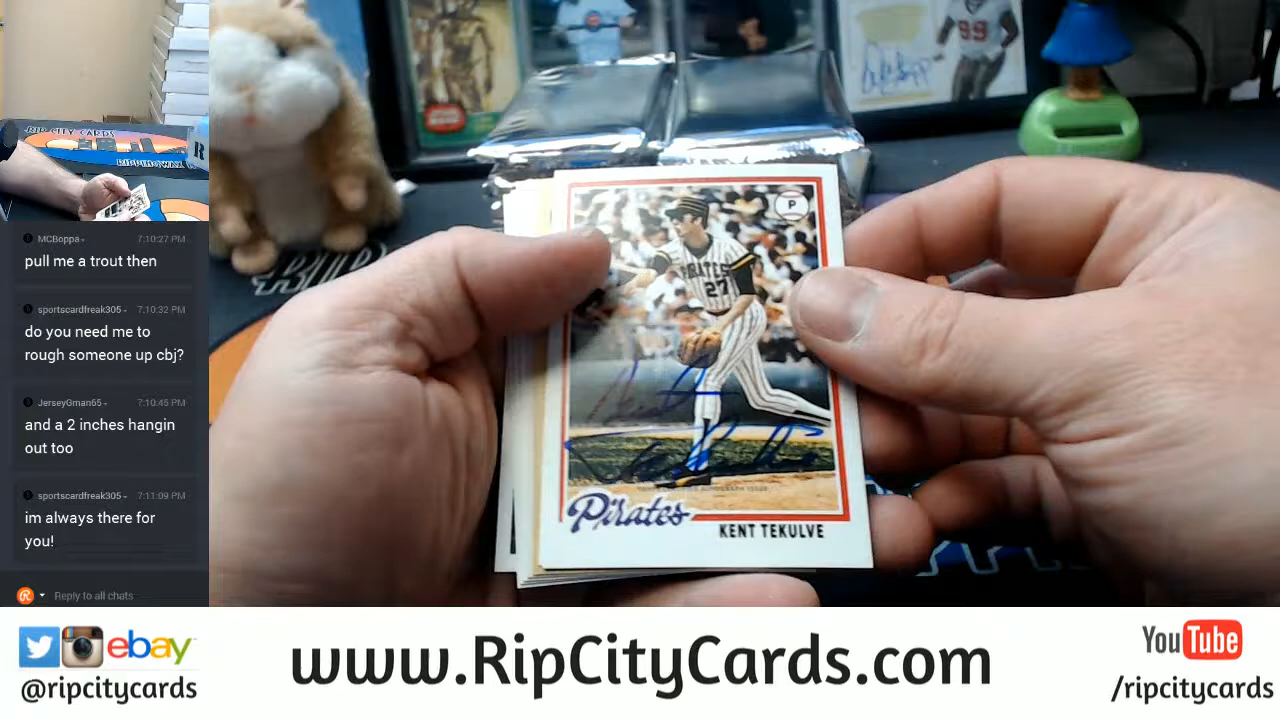 RIP CITY CARDS
RIPPINGWAX
R
MCBoppa
7:10:27 PM
pull me a trout then
sportscardfreak305
7:10:32 PM
do you need me to
rough someone up cbj?
JerseyGman65
7:10:45 PM
and a 2 inches hangin
out too
sportscardfreak305
7:11:09 PM
im always there for
you!
Reply to all chats
RIP
99
P
PIRATES
27
Pirates
KENT TEKULVE
ebay
@ripcitycards
www.RipCityCards.com
YouTube
/ripcitycards